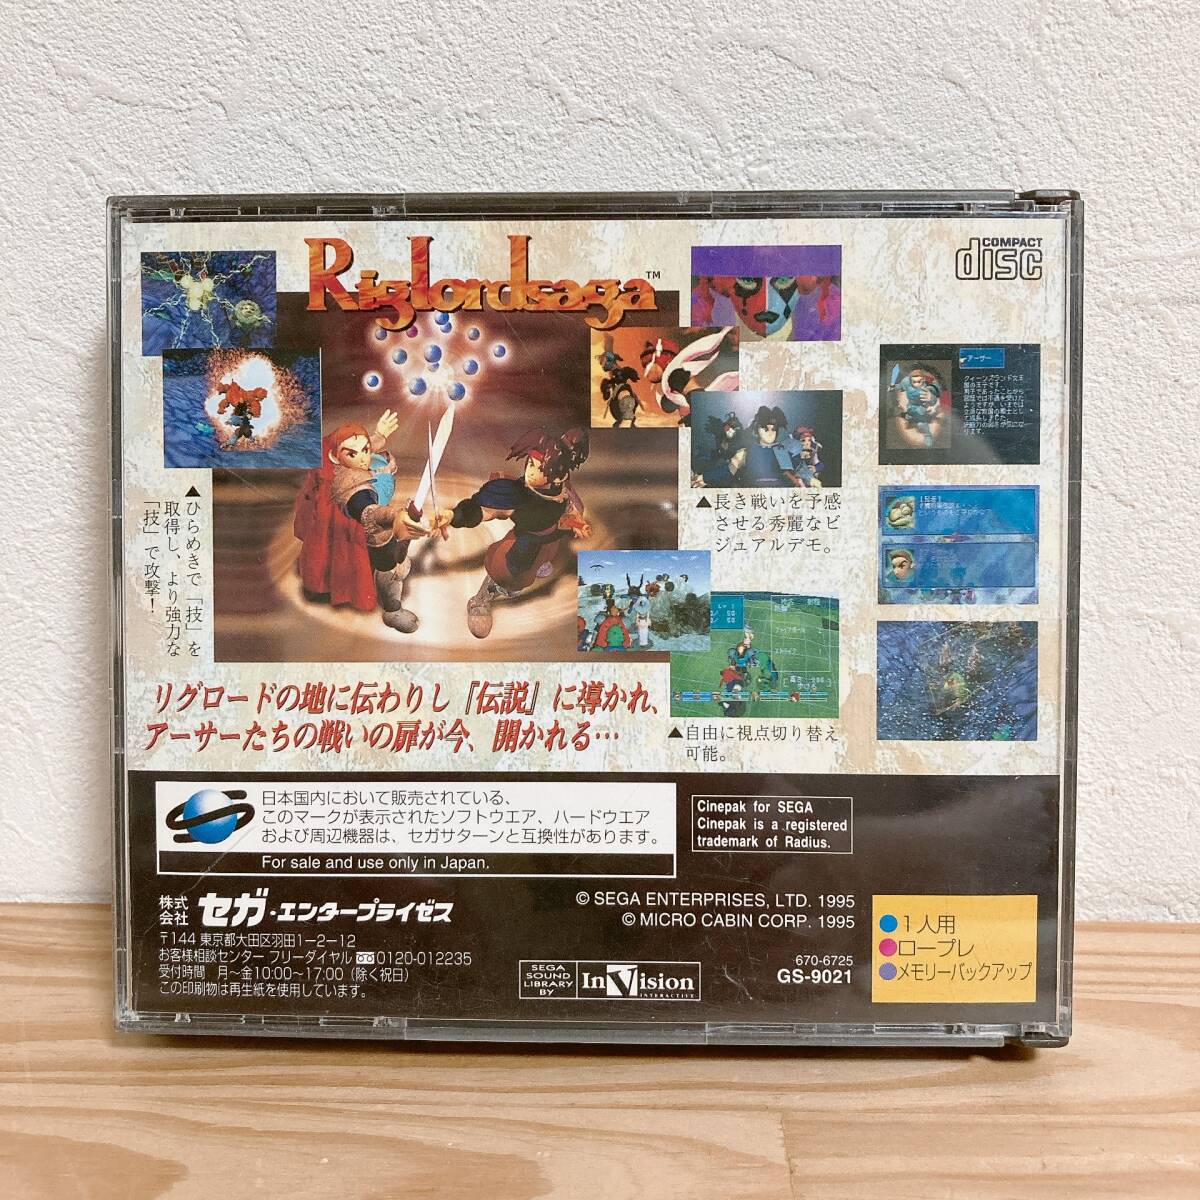 Riglordsaga™
COMPACT
disc
▲ひらめきで「技」を
取得し、より強力な
「技」で攻撃！
▲長き戦いを予感
させる秀麗なビ
ジュアルデモ。
アーサー
▲自由に視点切り替え
可能。
リグロードの地に伝わりし『伝説』に導かれ、
アーサーたちの戦いの扉が今、開かれる…
日本国内において販売されている、
このマークが表示されたソフトウエア、ハードウエア
および周辺機器は、セガサターンと互換性があります。
For sale and use only in Japan.
Cinepak for SEGA
Cinepak is a registered
trademark of Radius.
株式会社 セガ・エンタープライゼス
〒144 東京都大田区羽田1-2-12
お客様相談センター フリーダイヤル 0120-012235
受付時間 月～金10:00～17:00（除く祝日）
この印刷物は再生紙を使用しています。
© SEGA ENTERPRISES, LTD. 1995
© MICRO CABIN CORP. 1995
SEGA SOUND LIBRARY BY
InVision
INTERACTIVE
670-6725
GS-9021
●1人用
●ロープレ
●メモリーバックアップ